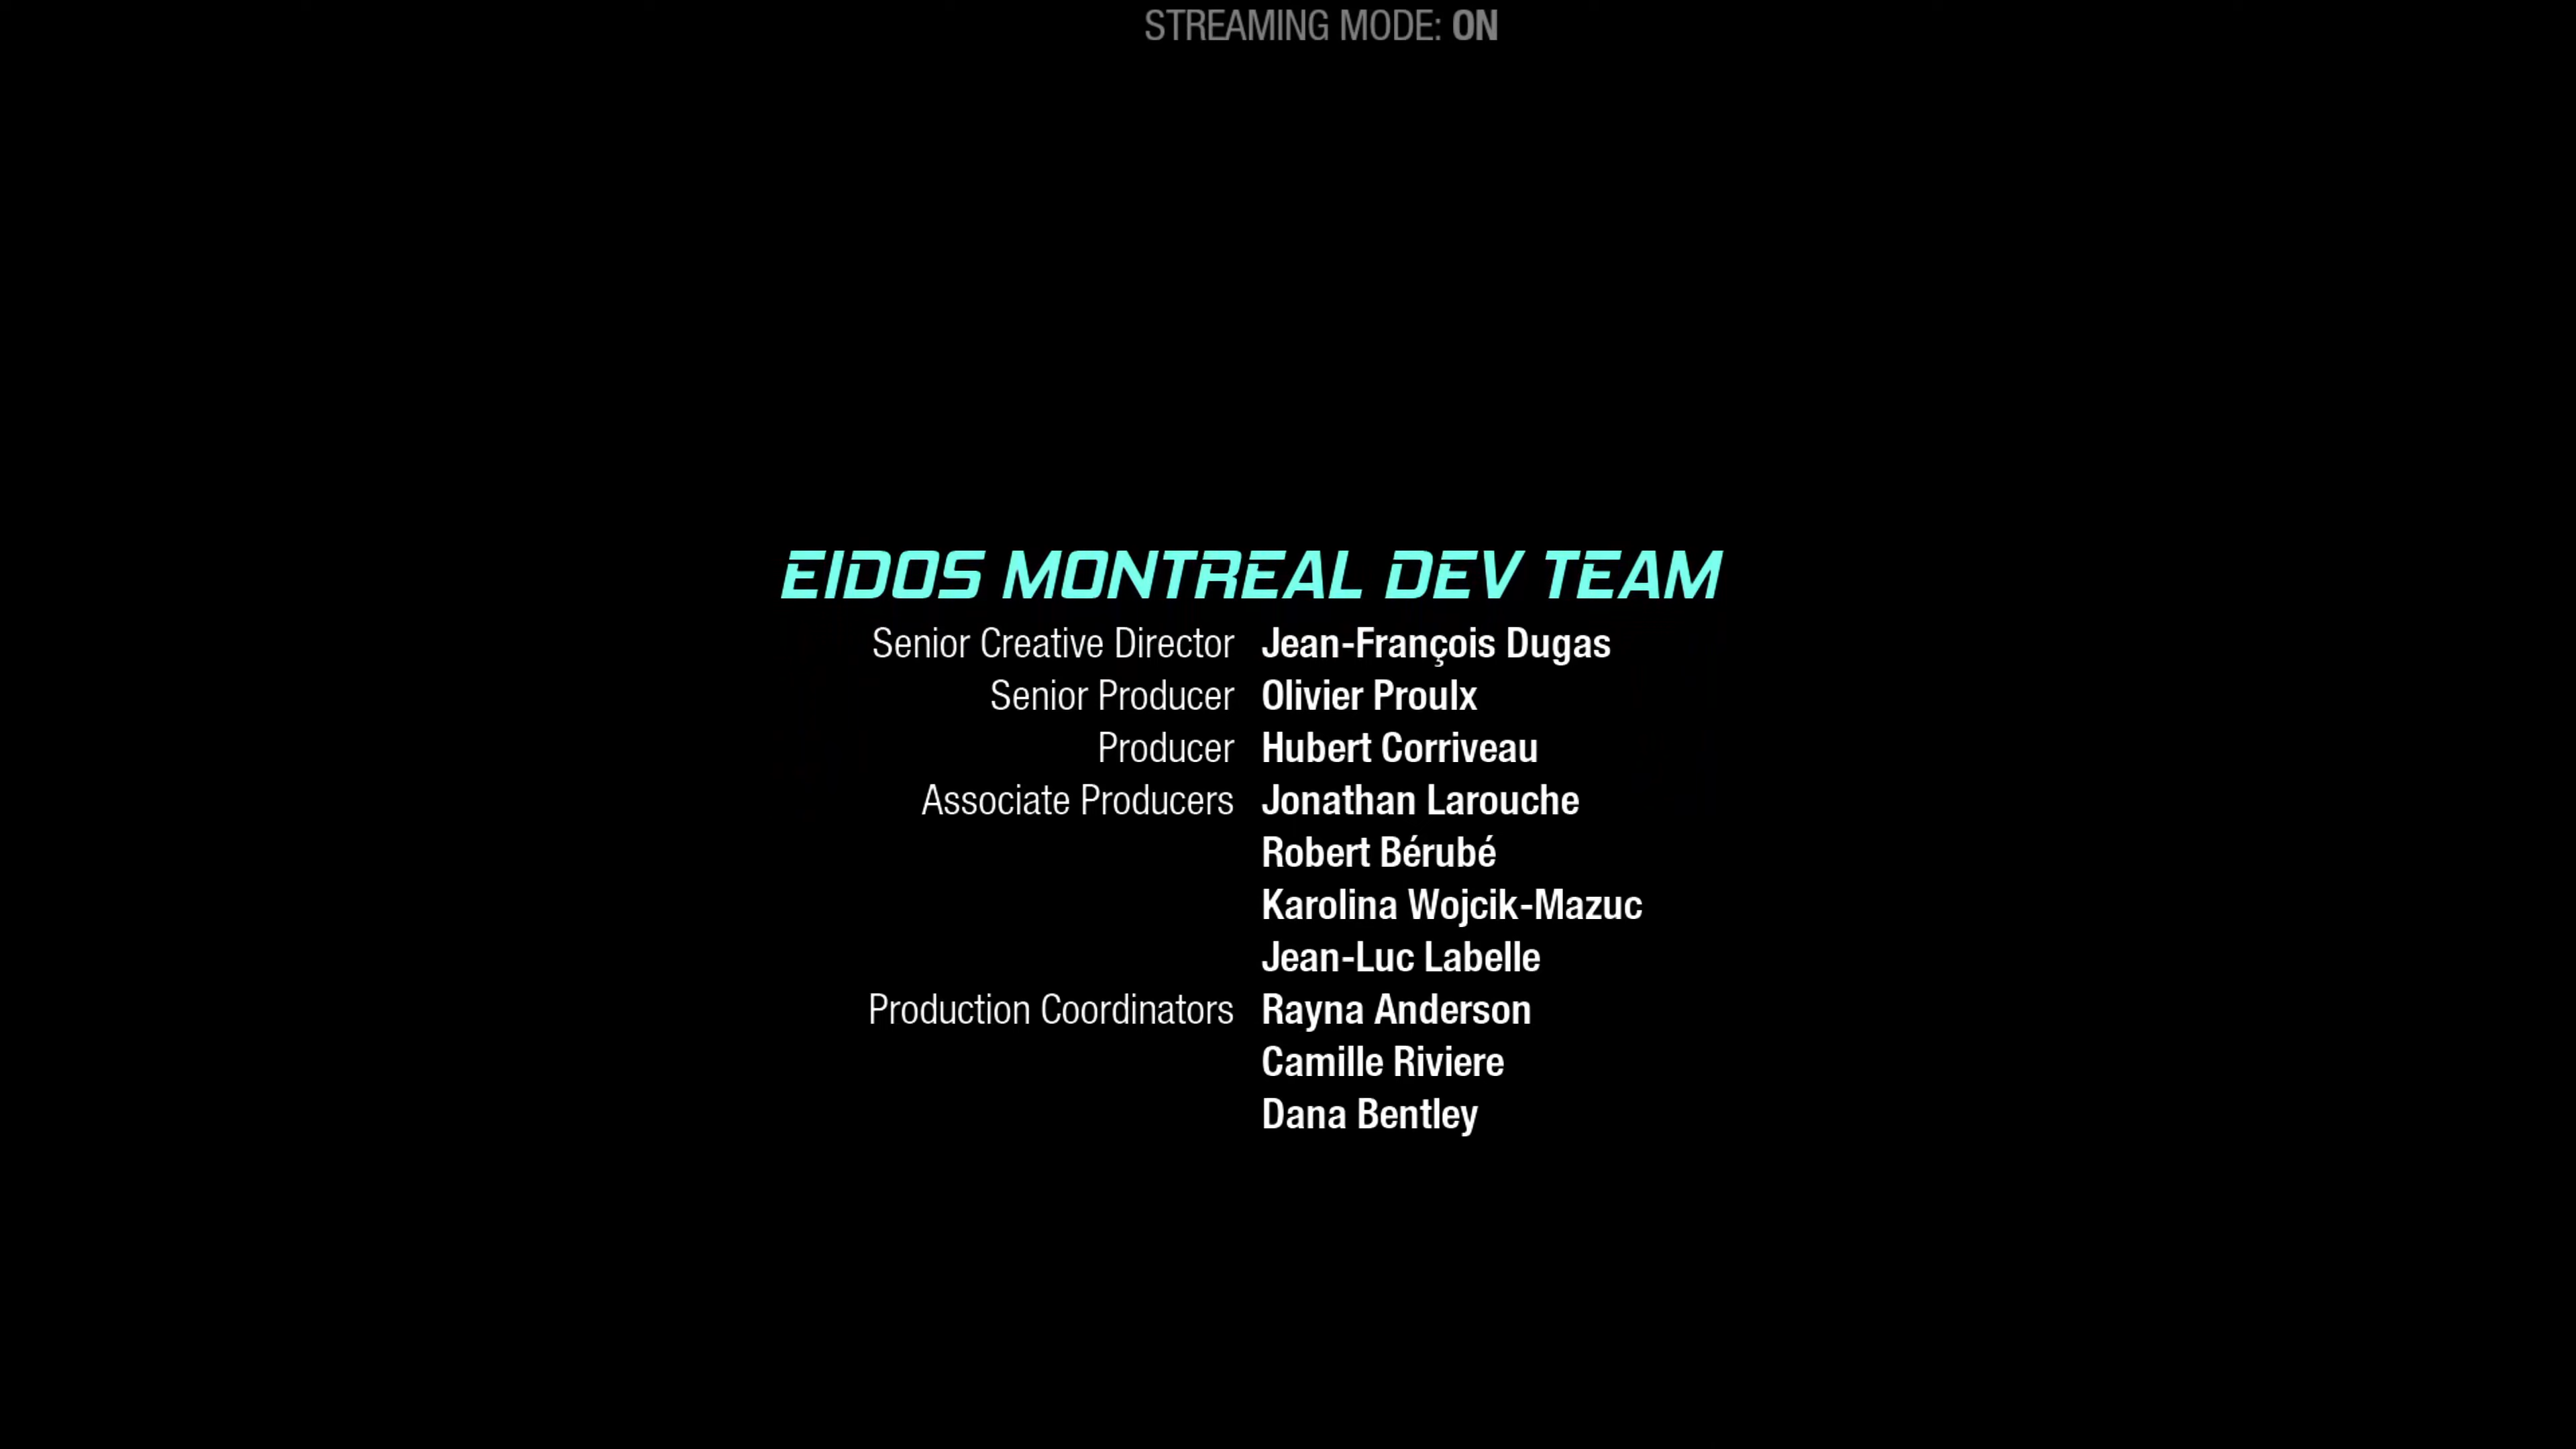 STREAMING MODE: ON
EIDOS MONTREAL DEV TEAM
Senior Creative Director Jean-François Dugas
Senior Producer Olivier Proulx
Producer Hubert Corriveau
Associate Producers Jonathan Larouche
Robert Bérubé
Karolina Wojcik-Mazuc
Jean-Luc Labelle
Production Coordinators Rayna Anderson
Camille Riviere
Dana Bentley